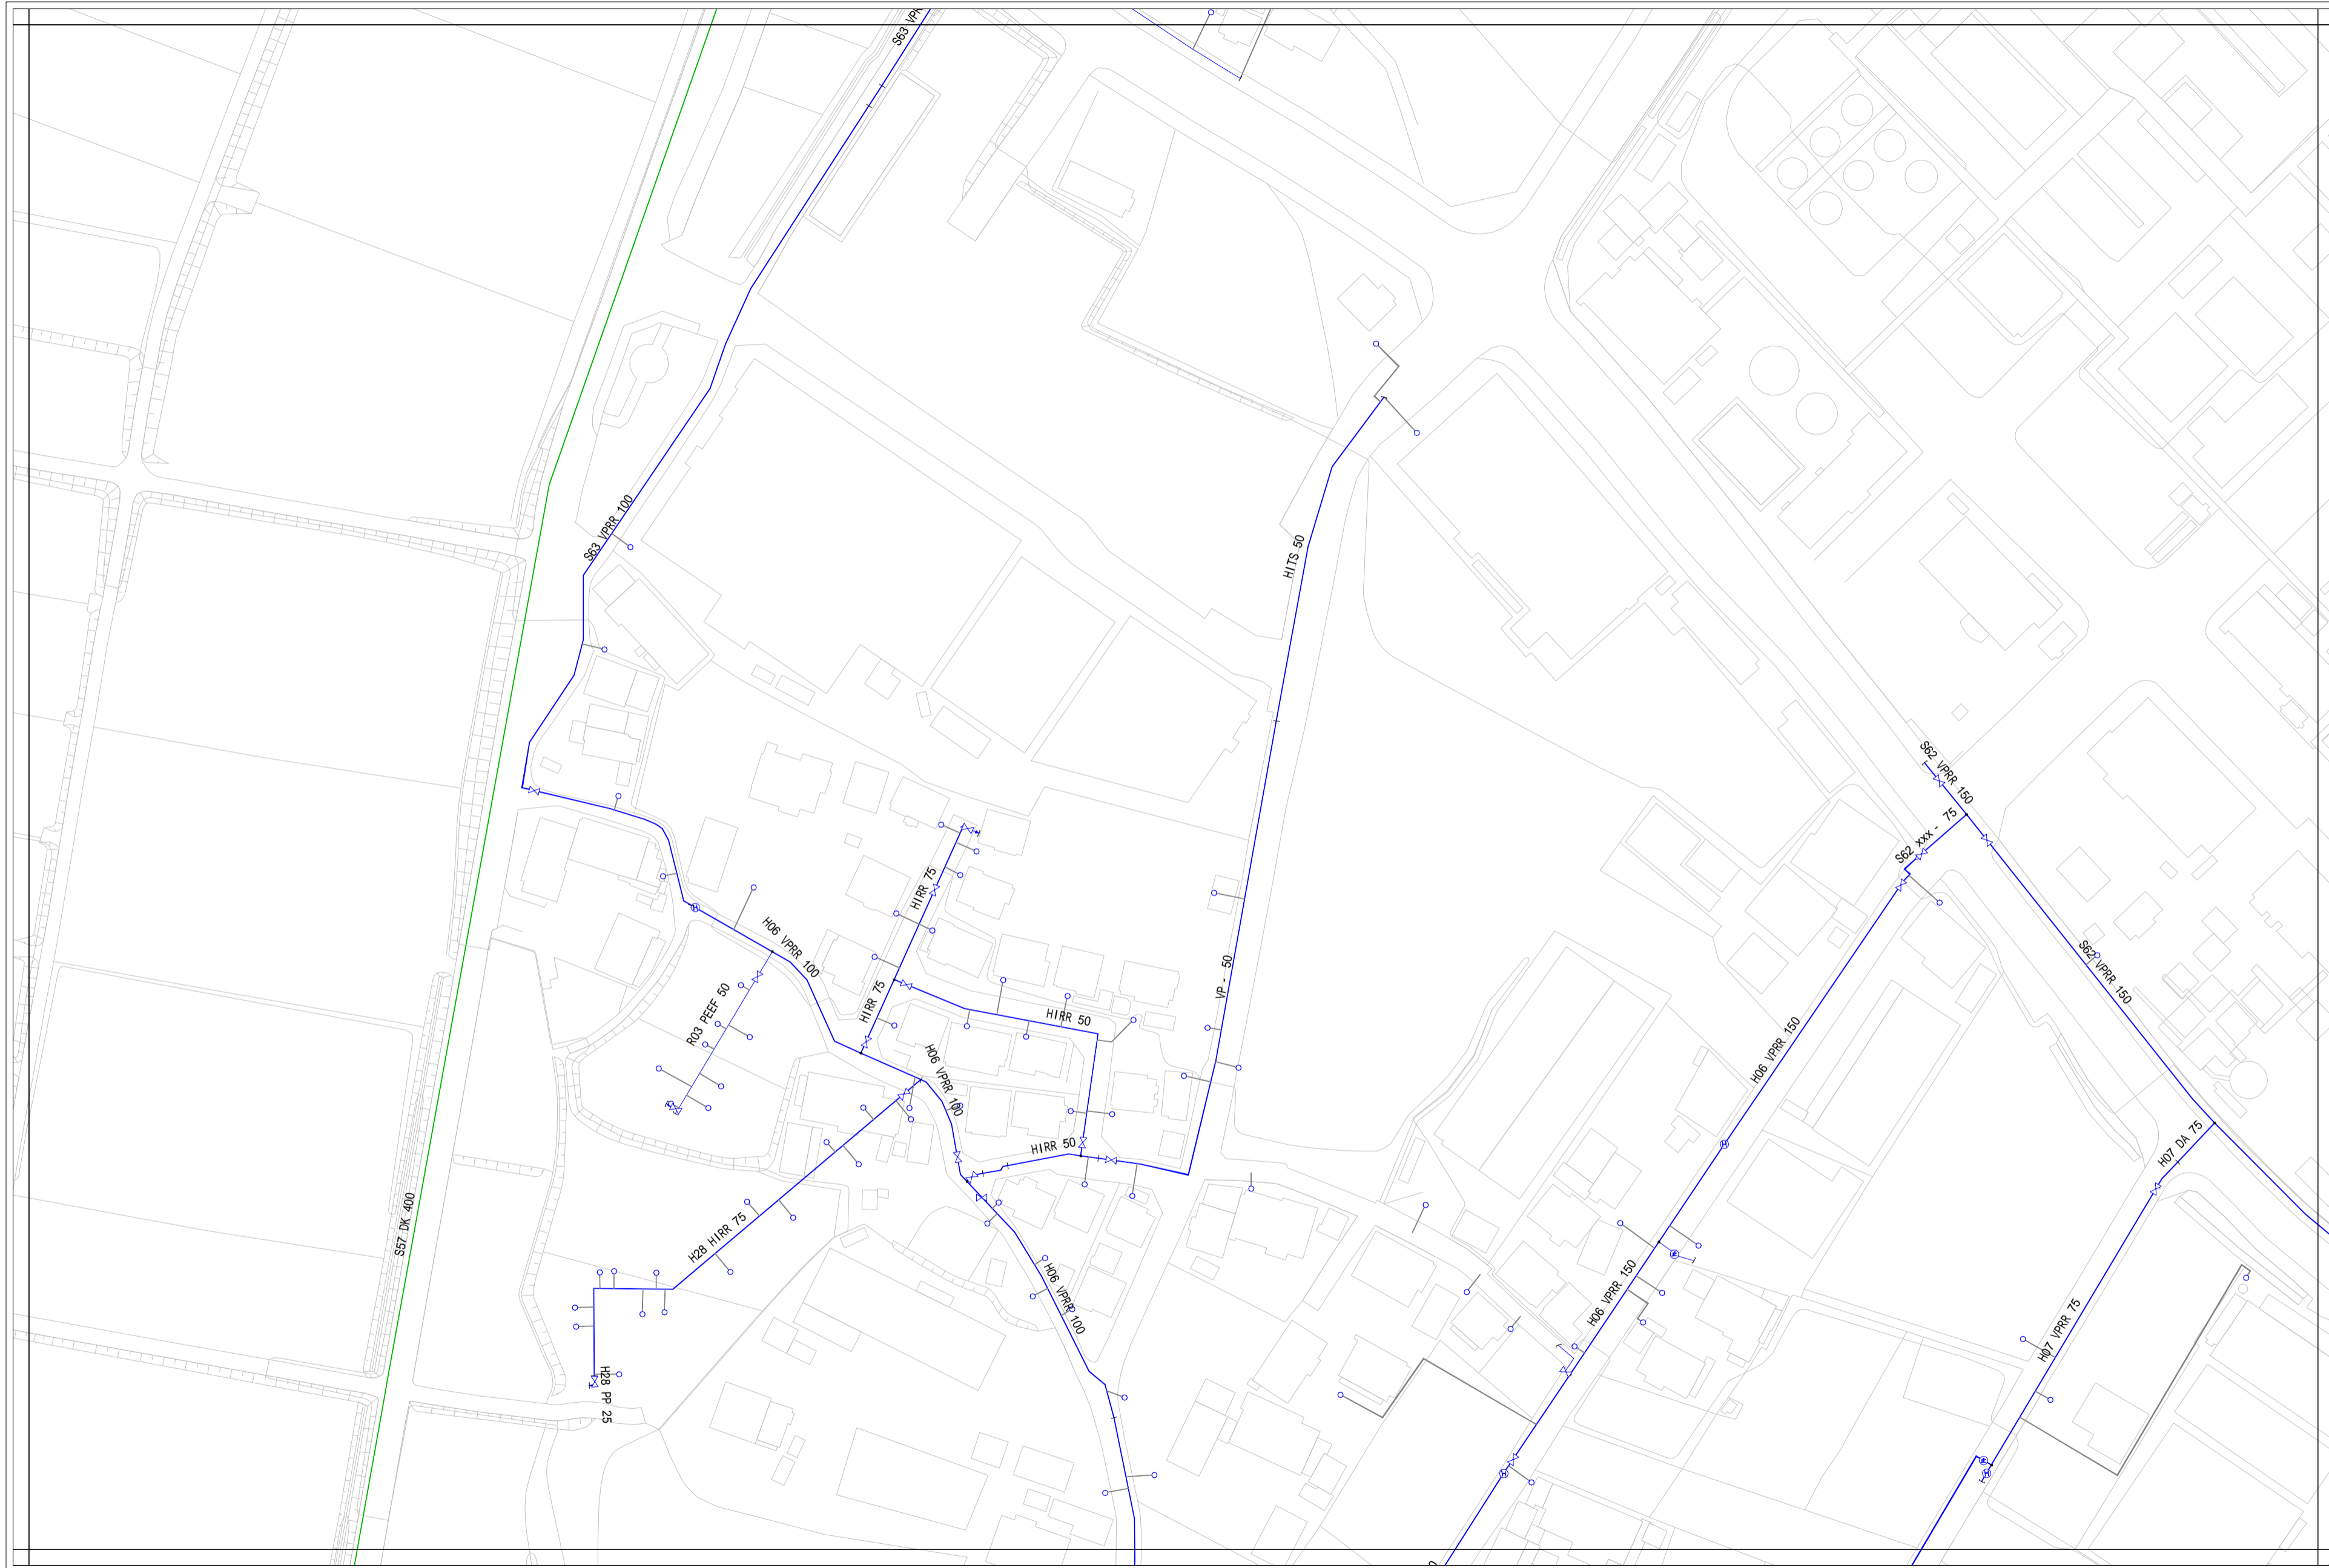 S63 VPR
S63 VPRR 100
HITS 50
S62 VPRR 150
S62 xxx - 75
HIRR 75
H06 VPRR 100
S62 VPRR 150
VP - 50
R03 PEEF 50
HIRR 75
HIRR 50
H06 VPRR 150
H06 VPRR 100
HIRR 50
H07 DA 75
S57 DK 400
H28 HIRR 75
H06 VPRR 100
H06 VPRR 150
H07 VPRR 75
H28 PP 25